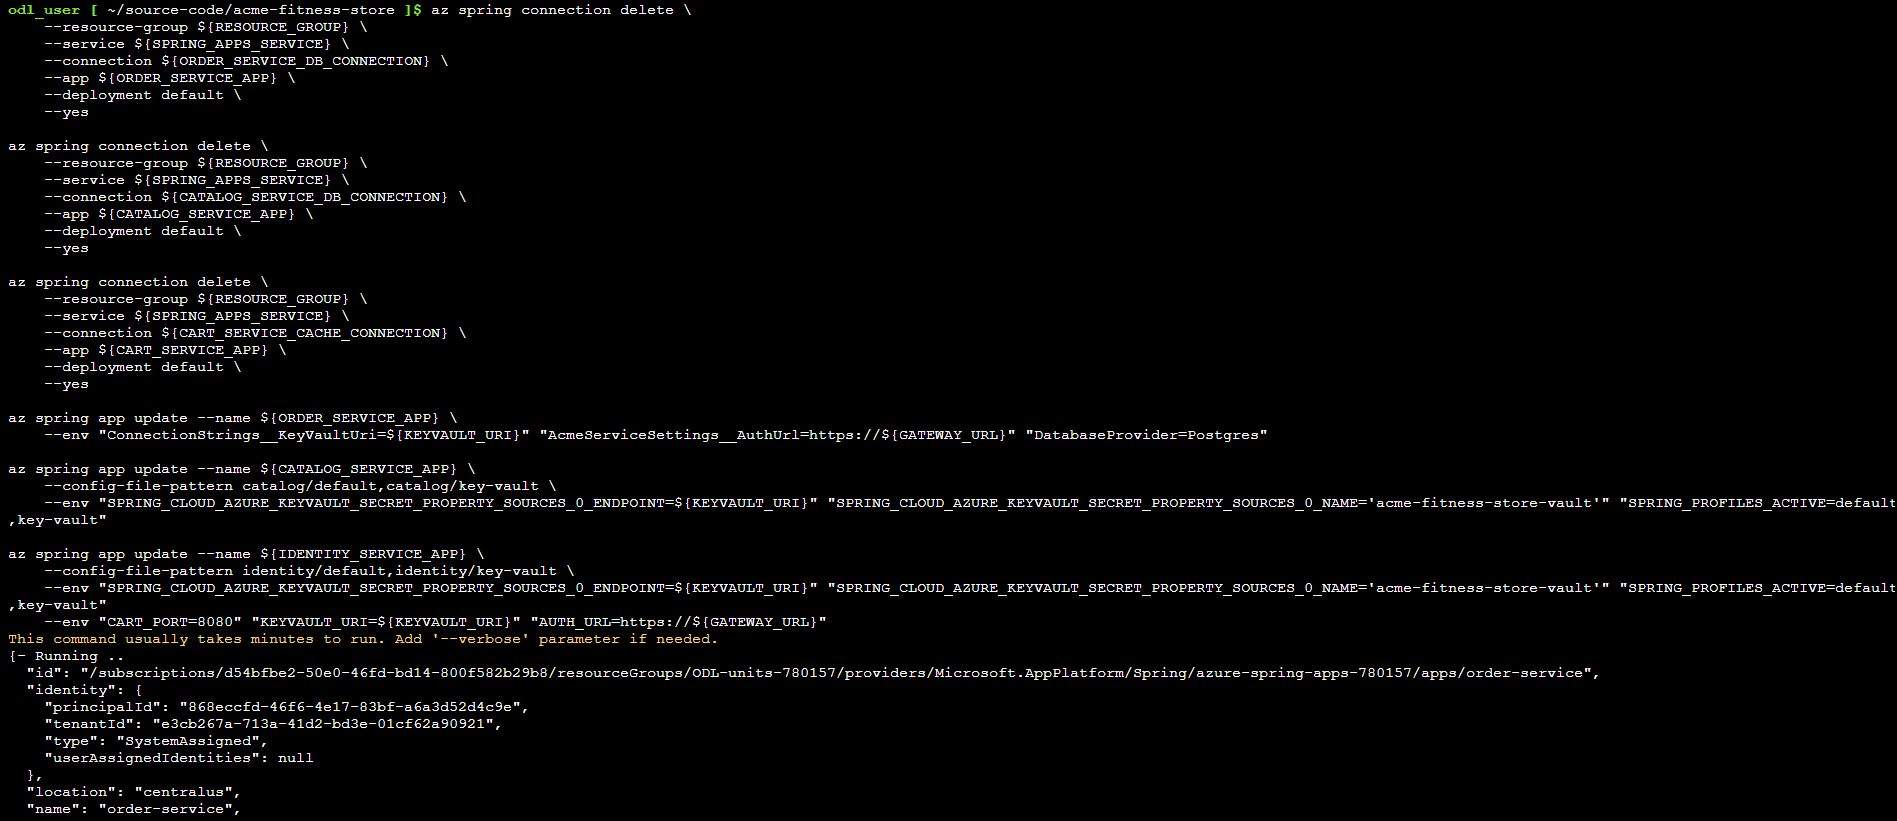 odl_user [ ~/source-code/acme-fitness-store ]$ az spring connection delete \
    --resource-group ${RESOURCE_GROUP} \
    --service ${SPRING_APPS_SERVICE} \
    --connection ${ORDER_SERVICE_DB_CONNECTION} \
    --app ${ORDER_SERVICE_APP} \
    --deployment default \
    --yes

az spring connection delete \
    --resource-group ${RESOURCE_GROUP} \
    --service ${SPRING_APPS_SERVICE} \
    --connection ${CATALOG_SERVICE_DB_CONNECTION} \
    --app ${CATALOG_SERVICE_APP} \
    --deployment default \
    --yes

az spring connection delete \
    --resource-group ${RESOURCE_GROUP} \
    --service ${SPRING_APPS_SERVICE} \
    --connection ${CART_SERVICE_CACHE_CONNECTION} \
    --app ${CART_SERVICE_APP} \
    --deployment default \
    --yes

az spring app update --name ${ORDER_SERVICE_APP} \
    --env "ConnectionStrings__KeyVaultUri=${KEYVAULT_URI}" "AcmeServiceSettings__AuthUrl=https://${GATEWAY_URL}" "DatabaseProvider=Postgres"

az spring app update --name ${CATALOG_SERVICE_APP} \
    --config-file-pattern catalog/default,catalog/key-vault \
    --env "SPRING_CLOUD_AZURE_KEYVAULT_SECRET_PROPERTY_SOURCES_0_ENDPOINT=${KEYVAULT_URI}" "SPRING_CLOUD_AZURE_KEYVAULT_SECRET_PROPERTY_SOURCES_0_NAME='acme-fitness-store-vault'" "SPRING_PROFILES_ACTIVE=default
,key-vault"

az spring app update --name ${IDENTITY_SERVICE_APP} \
    --config-file-pattern identity/default,identity/key-vault \
    --env "SPRING_CLOUD_AZURE_KEYVAULT_SECRET_PROPERTY_SOURCES_0_ENDPOINT=${KEYVAULT_URI}" "SPRING_CLOUD_AZURE_KEYVAULT_SECRET_PROPERTY_SOURCES_0_NAME='acme-fitness-store-vault'" "SPRING_PROFILES_ACTIVE=default
,key-vault"
    --env "CART_PORT=8080" "KEYVAULT_URI=${KEYVAULT_URI}" "AUTH_URL=https://${GATEWAY_URL}"
This command usually takes minutes to run. Add '--verbose' parameter if needed.
{- Running ..
  "id": "/subscriptions/d54bfbe2-50e0-46fd-bd14-800f582b29b8/resourceGroups/ODL-units-780157/providers/Microsoft.AppPlatform/Spring/azure-spring-apps-780157/apps/order-service",
  "identity": {
    "principalId": "868eccfd-46f6-4e17-83bf-a6a3d52d4c9e",
    "tenantId": "e3cb267a-713a-41d2-bd3e-01cf62a90921",
    "type": "SystemAssigned",
    "userAssignedIdentities": null
  },
  "location": "centralus",
  "name": "order-service",